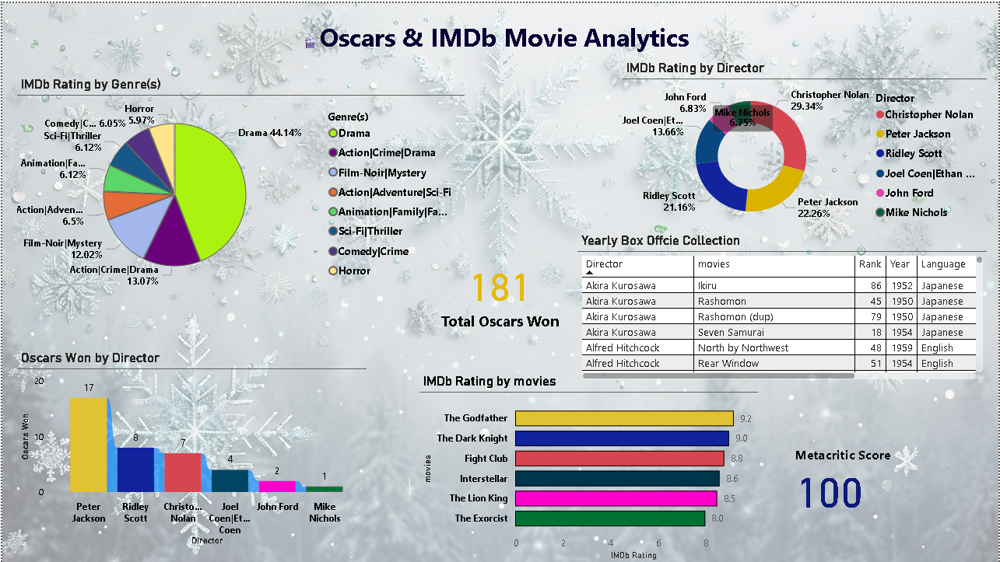 Oscars & IMDb Movie Analytics
IMDb Rating by Genre(s)
Horror
5.97%
Comedy|C... 6.05%
Sci-Fi|Thriller
6.12%
Animation|Fa...
6.12%
Action|Adven...
6.5%
Film-Noir|Mystery
12.02%
Action|Crime|Drama
13.07%
Drama 44.14%
Genre(s)
Drama
Action|Crime|Drama
Film-Noir|Mystery
Action|Adventure|Sci-Fi
Animation|Family|Fa...
Sci-Fi|Thriller
Comedy|Crime
Horror
IMDb Rating by Director
John Ford
6.83%
Mike Nichols
6.75%
Joel Coen|Et...
13.66%
Ridley Scott
21.16%
Christopher Nolan
29.34%
Peter Jackson
22.26%
Director
Christopher Nolan
Peter Jackson
Ridley Scott
Joel Coen|Ethan ...
John Ford
Mike Nichols
181
Total Oscars Won
Yearly Box Offcie Collection
Director movies Rank Year Language
Akira Kurosawa Ikiru 86 1952 Japanese
Akira Kurosawa Rashomon 45 1950 Japanese
Akira Kurosawa Rashomon (dup) 79 1950 Japanese
Akira Kurosawa Seven Samurai 18 1954 Japanese
Alfred Hitchcock North by Northwest 48 1959 English
Alfred Hitchcock Rear Window 51 1954 English
Oscars Won by Director
Oscars Won
20
10
0
17
8
7
4
2
1
Peter
Jackson
Ridley
Scott
Christo...
Nolan
Joel
Coen|Et...
Coen
John Ford
Mike
Nichols
Director
IMDb Rating by movies
movies
The Godfather 9.2
The Dark Knight 9.0
Fight Club 8.8
Interstellar 8.6
The Lion King 8.5
The Exorcist 8.0
0 2 4 6 8
IMDb Rating
Metacritic Score
100